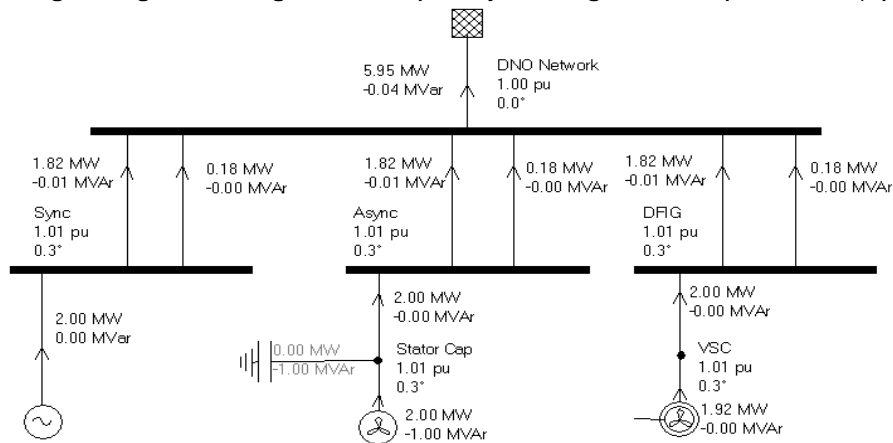 5.95 MW
-0.04 MVar
DNO Network
1.00 pu
0.0°
1.82 MW
-0.01 MVAr
0.18 MW
-0.00 MVAr
1.82 MW
-0.01 MVAr
0.18 MW
-0.00 MVAr
1.82 MW
-0.01 MVAr
0.18 MW
-0.00 MVAr
Sync
1.01 pu
0.3°
Async
1.01 pu
0.3°
DFIG
1.01 pu
0.3°
2.00 MW
0.00 MVar
2.00 MW
-0.00 MVAr
2.00 MW
-0.00 MVAr
0.00 MW
-1.00 MVAr
Stator Cap
1.01 pu
0.3°
VSC
1.01 pu
0.3°
2.00 MW
-1.00 MVAr
1.92 MW
-0.00 MVAr